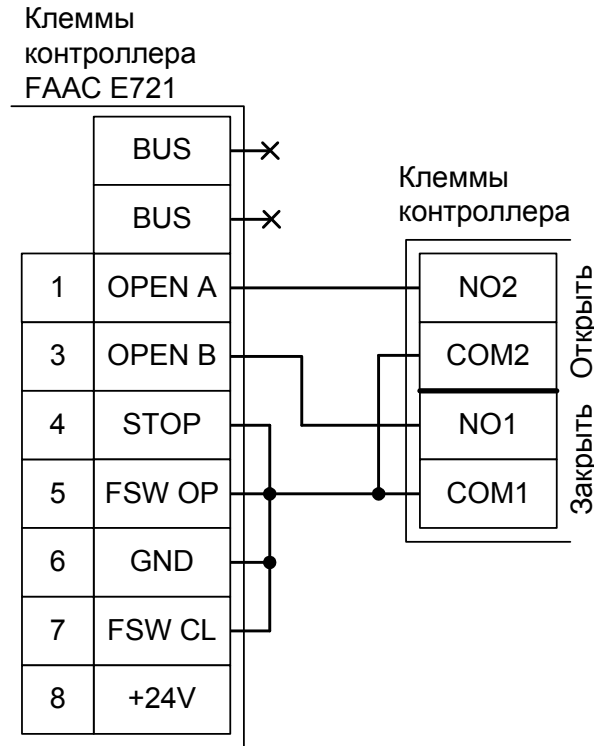 Клеммы
контроллера
FAAC E721
BUS
BUS
1 OPEN A
3 OPEN B
4 STOP
5 FSW OP
6 GND
7 FSW CL
8 +24V
Клеммы
контроллера
NO2
COM2
NO1
COM1
Открыть
Закрыть